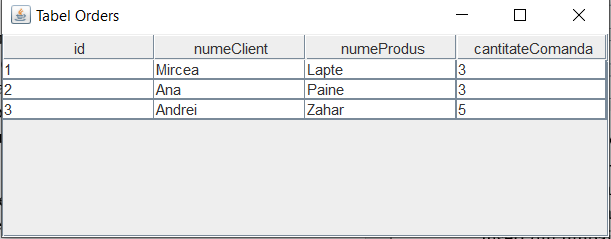 Tabel Orders
id numeClient numeProdus cantitateComanda
1 Mircea Lapte 3
2 Ana Paine 3
3 Andrei Zahar 5